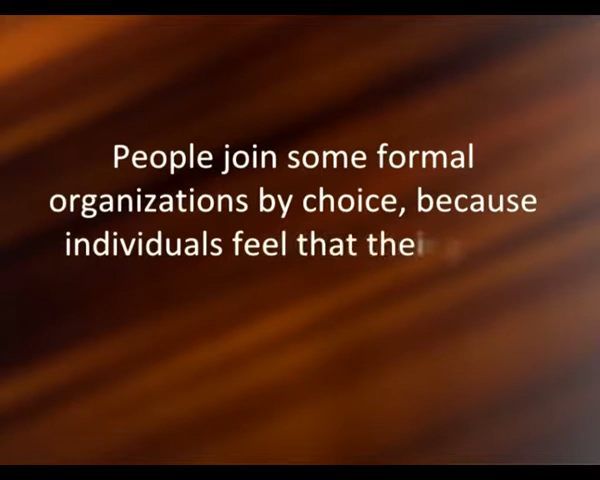 People join some formal
organizations by choice, because
individuals feel that the